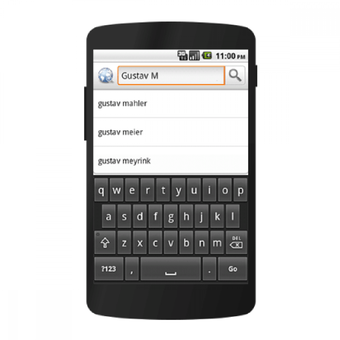 11:00 PM
Gustav M
gustav mahler
gustav meier
gustav meyrink
q w e r t y u i o p
a s d f g h j k l
z x c v b n m DEL
?123 , . Go